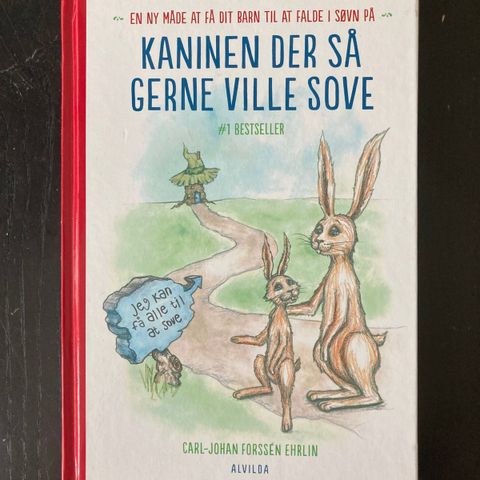 EN NY MÅDE AT FÅ DIT BARN TIL AT FALDE I SØVN PÅ
KANINEN DER SÅ
GERNE VILLE SOVE
#1 BESTSELLER
Jeg kan
få alle til
at sove
CARL-JOHAN FORSSÉN EHRLIN
ALVILDA